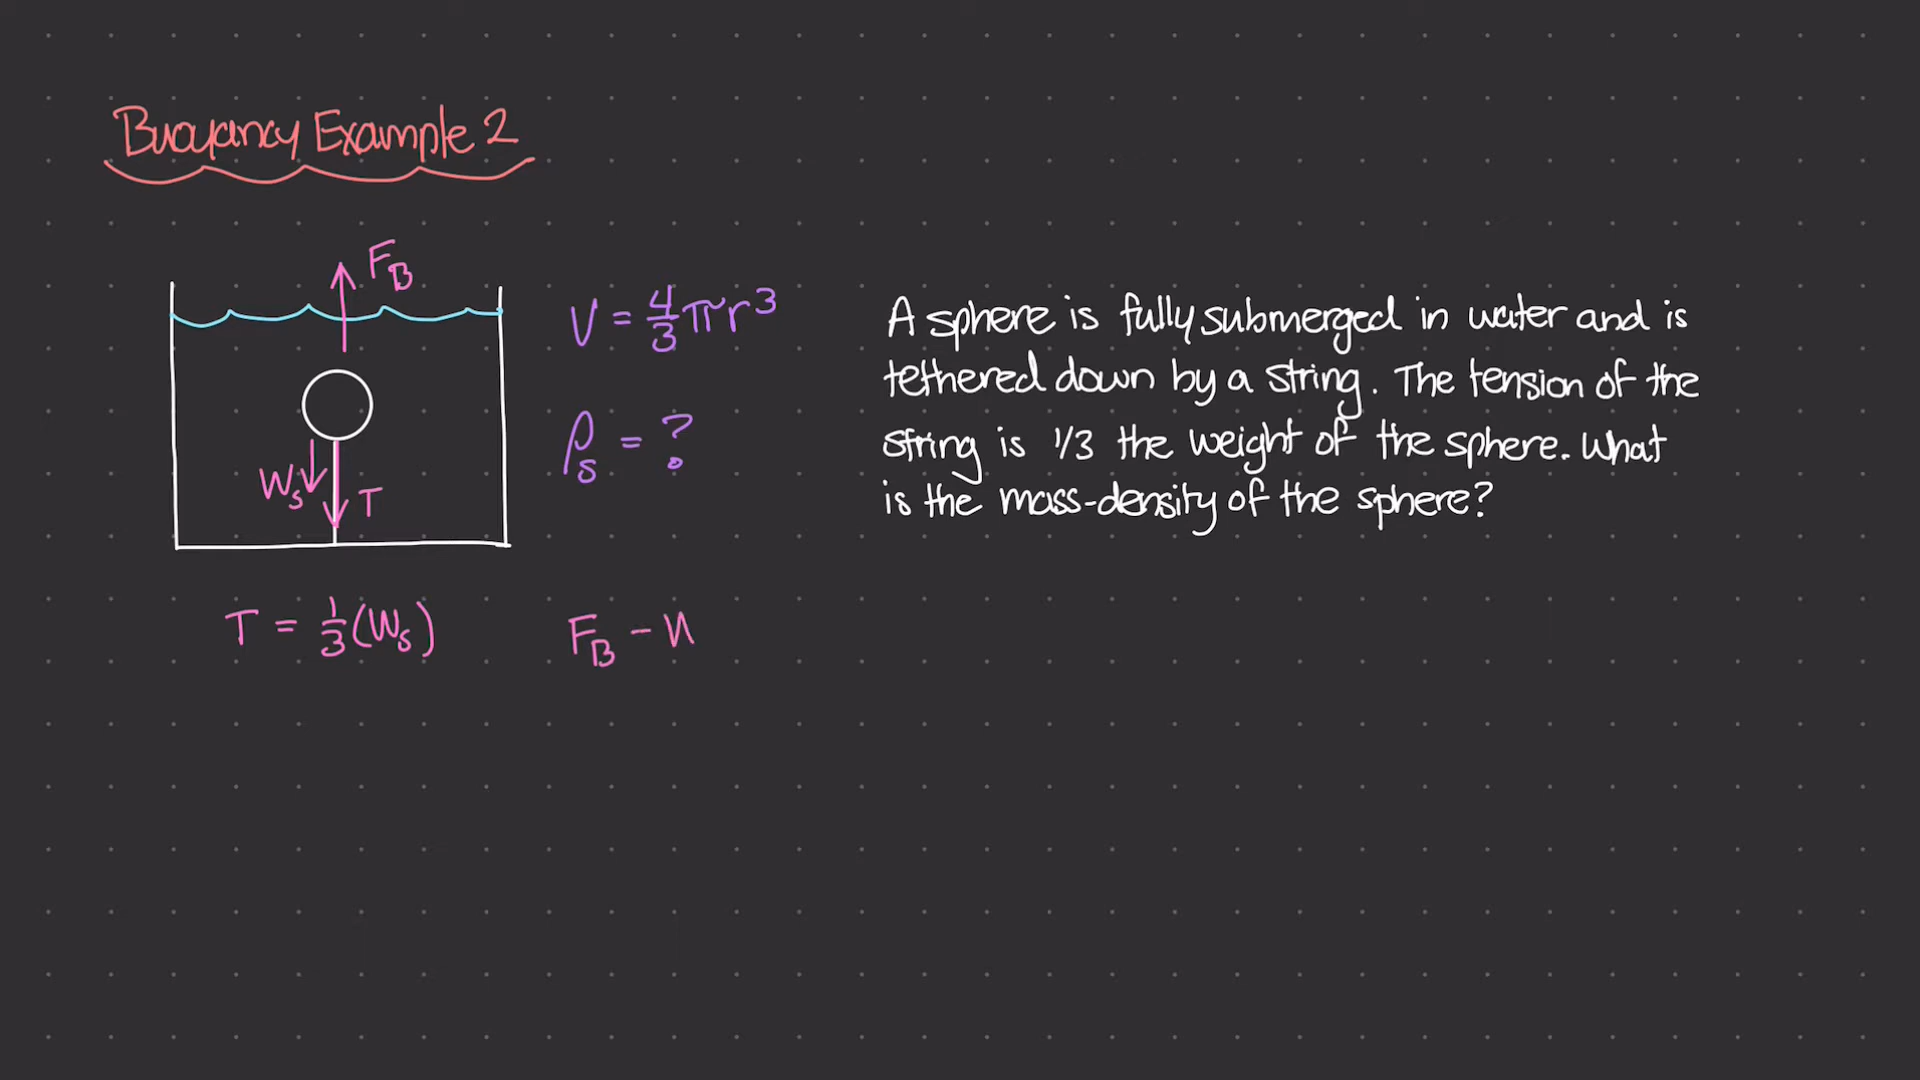 Buoyancy Example 2
F_B
W_s
T
V = 4/3 πr³
ρ_s = ?
A sphere is fully submerged in water and is
tethered down by a string. The tension of the
string is 1/3 the weight of the sphere. What
is the mass-density of the sphere?
T = 1/3 (W_s)
F_B -